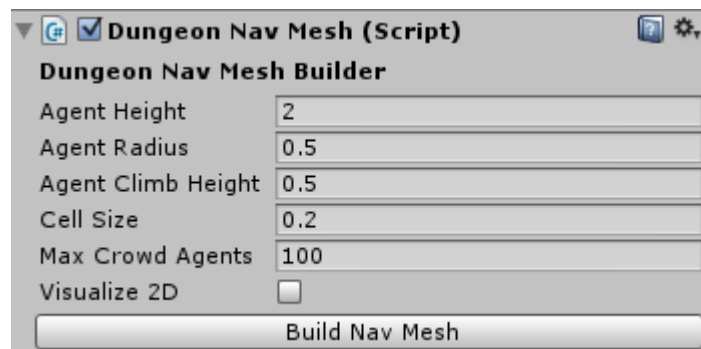 Dungeon Nav Mesh (Script)
Dungeon Nav Mesh Builder
Agent Height 2
Agent Radius 0.5
Agent Climb Height 0.5
Cell Size 0.2
Max Crowd Agents 100
Visualize 2D
Build Nav Mesh